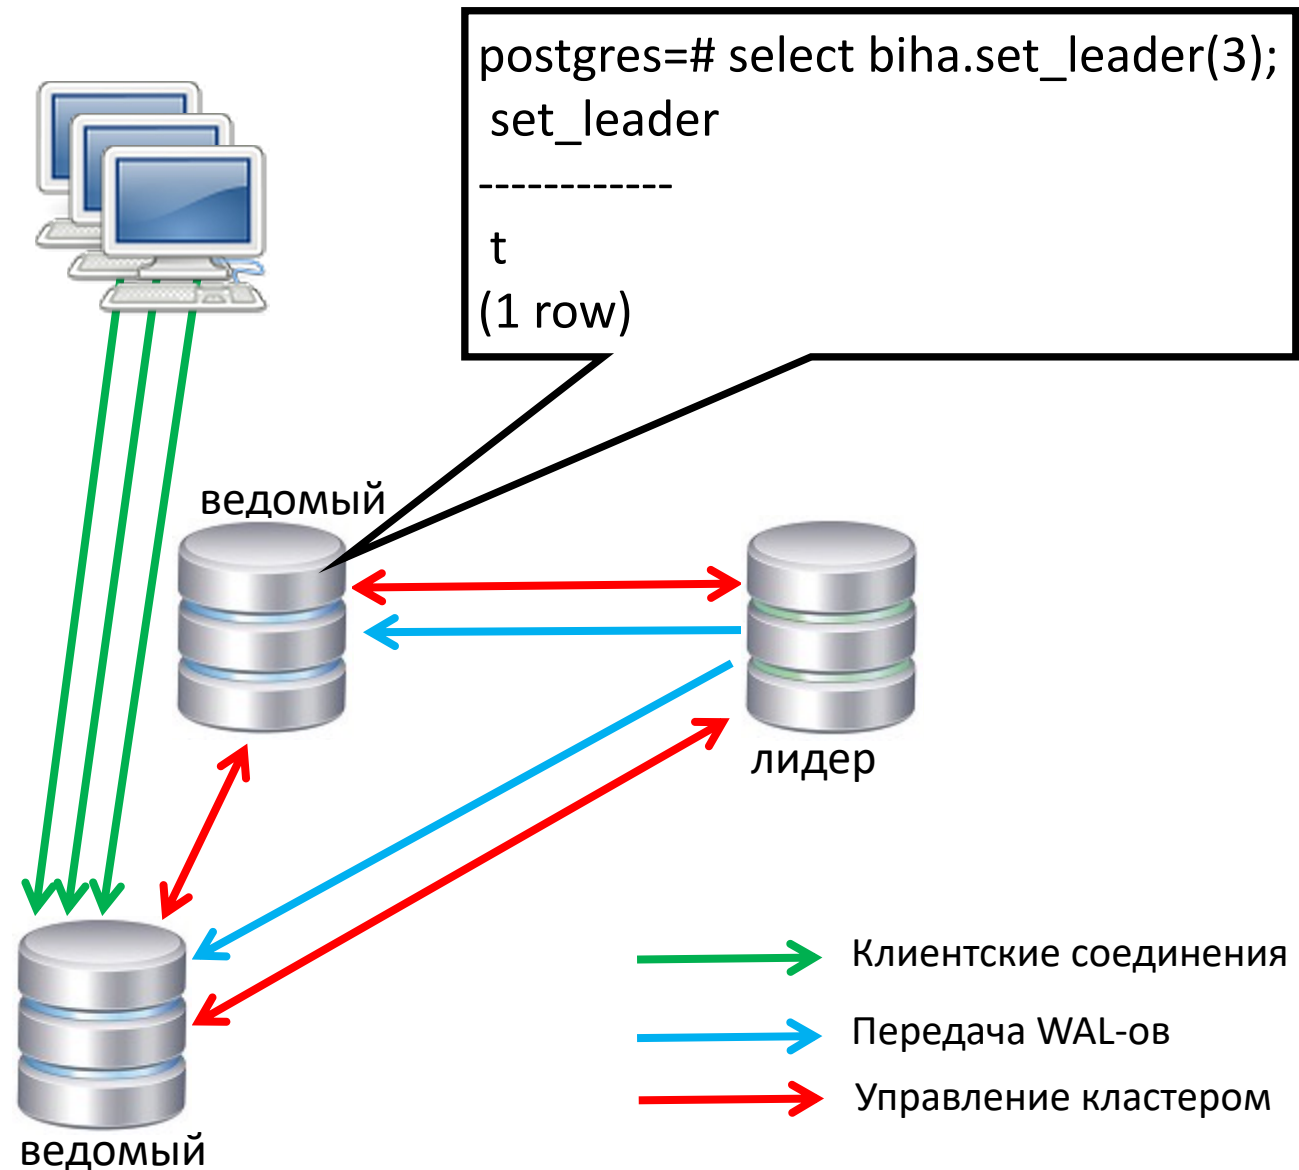 postgres=# select biha.set_leader(3);
set_leader
------------
t
(1 row)
ведомый
лидер
Клиентские соединения
Передача WAL-ов
Управление кластером
ведомый